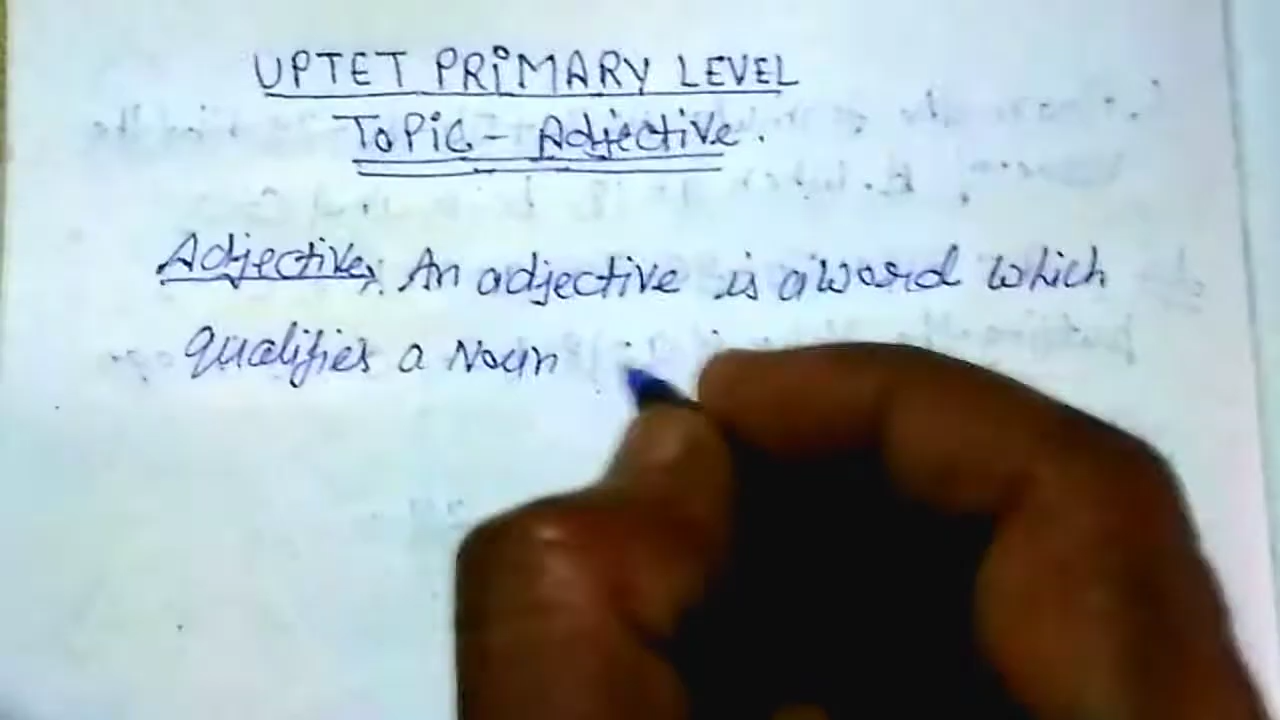 UPTET PRiMARY LEVEL
ToPic - Adjective.
Adjective: An adjective is a word which
qualifies a Noun